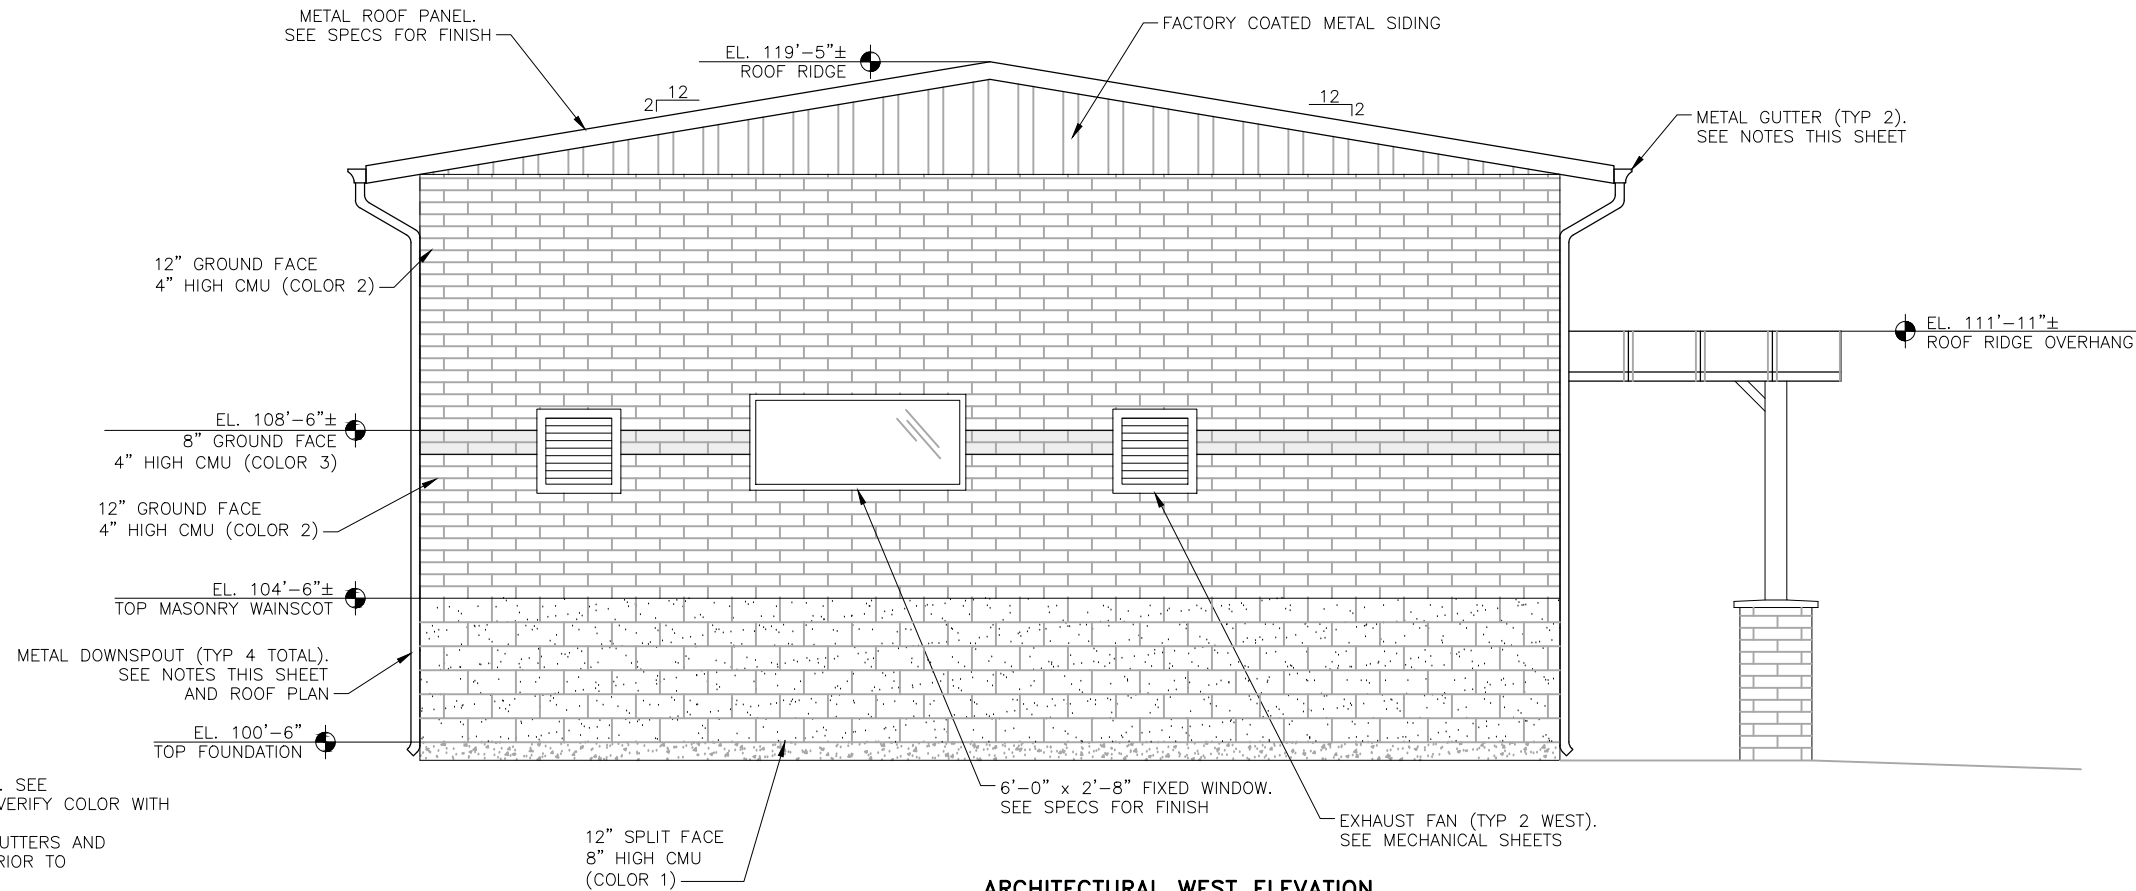 METAL ROOF PANEL.
SEE SPECS FOR FINISH
FACTORY COATED METAL SIDING
EL. 119'-5"±
ROOF RIDGE
12
2
12
2
METAL GUTTER (TYP 2).
SEE NOTES THIS SHEET
12" GROUND FACE
4" HIGH CMU (COLOR 2)
EL. 111'-11"±
ROOF RIDGE OVERHANG
EL. 108'-6"±
8" GROUND FACE
4" HIGH CMU (COLOR 3)
12" GROUND FACE
4" HIGH CMU (COLOR 2)
EL. 104'-6"±
TOP MASONRY WAINSCOT
METAL DOWNSPOUT (TYP 4 TOTAL).
SEE NOTES THIS SHEET
AND ROOF PLAN
EL. 100'-6"
TOP FOUNDATION
. SEE
VERIFY COLOR WITH
UTTERS AND
RIOR TO
6'-0" x 2'-8" FIXED WINDOW.
SEE SPECS FOR FINISH
EXHAUST FAN (TYP 2 WEST).
SEE MECHANICAL SHEETS
12" SPLIT FACE
8" HIGH CMU
(COLOR 1)
ARCHITECTURAL WEST ELEVATION